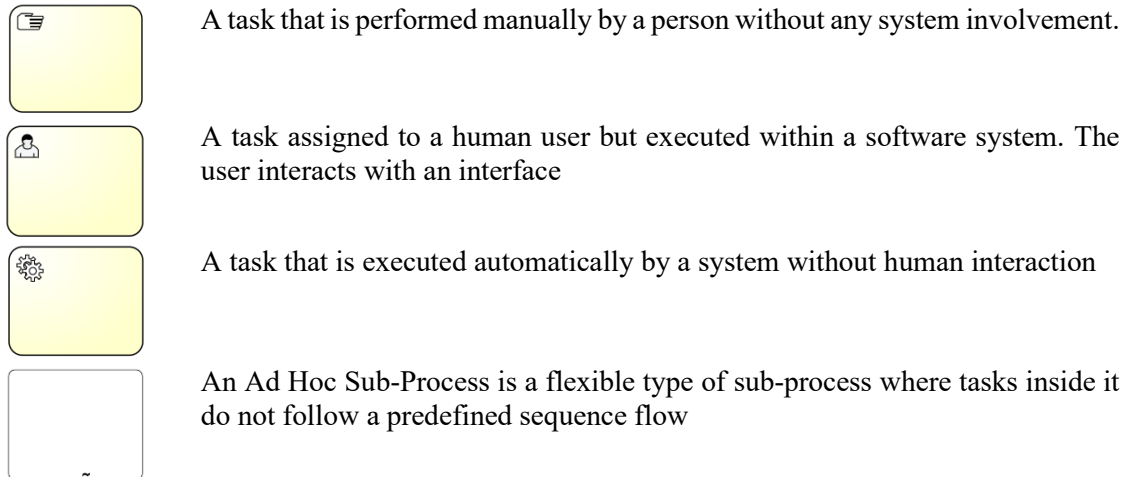 A task that is performed manually by a person without any system involvement.
A task assigned to a human user but executed within a software system. The
user interacts with an interface
A task that is executed automatically by a system without human interaction
An Ad Hoc Sub-Process is a flexible type of sub-process where tasks inside it
do not follow a predefined sequence flow